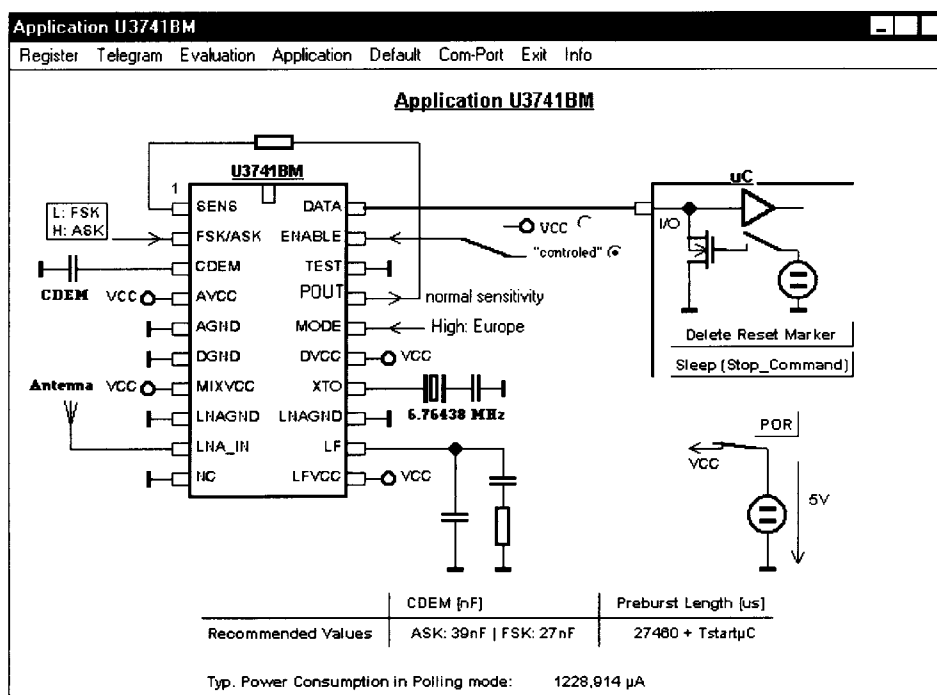 Application U3741BM
Register Telegram Evaluation Application Default Com-Port Exit Info
Application U3741BM
U3741BM
uC
1
L: FSK
H: ASK
SENS
DATA
I/O
VCC
FSK/ASK
ENABLE
"controled"
CDEM
TEST
CDEM
VCC
AVCC
POUT
normal sensitivity
AGND
MODE
High: Europe
Delete Reset Marker
DGND
DVCC
VCC
Sleep (Stop_Command)
Antenna
VCC
MIXVCC
XTO
6.76438 MHz
LNAGND
LNAGND
POR
LNA_IN
LF
VCC
NC
LFVCC
VCC
5V
CDEM [nF] Preburst Length [us]
Recommended Values ASK: 39nF | FSK: 27nF 27460 + TstartµC
Typ. Power Consumption in Polling mode: 1228,914 µA